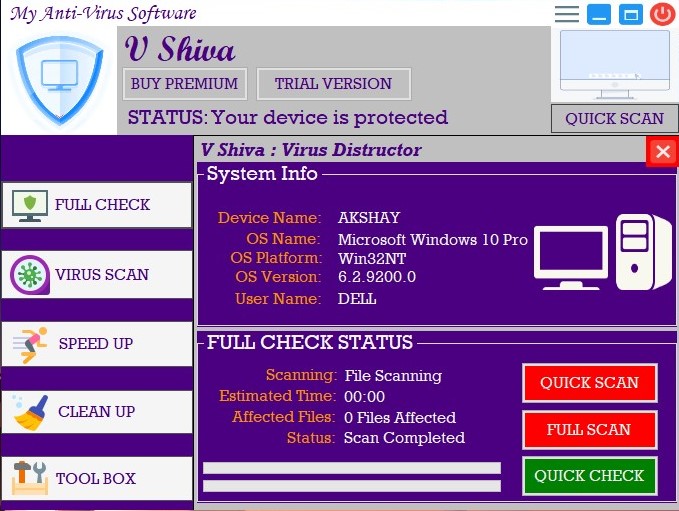 My Anti-Virus Software
V Shiva
BUY PREMIUM
TRIAL VERSION
STATUS: Your device is protected
QUICK SCAN
V Shiva : Virus Distructor
System Info
FULL CHECK
VIRUS SCAN
SPEED UP
CLEAN UP
TOOL BOX
Device Name: AKSHAY
OS Name: Microsoft Windows 10 Pro
OS Platform: Win32NT
OS Version: 6.2.9200.0
User Name: DELL
FULL CHECK STATUS
Scanning: File Scanning
Estimated Time: 00:00
Affected Files: 0 Files Affected
Status: Scan Completed
QUICK SCAN
FULL SCAN
QUICK CHECK